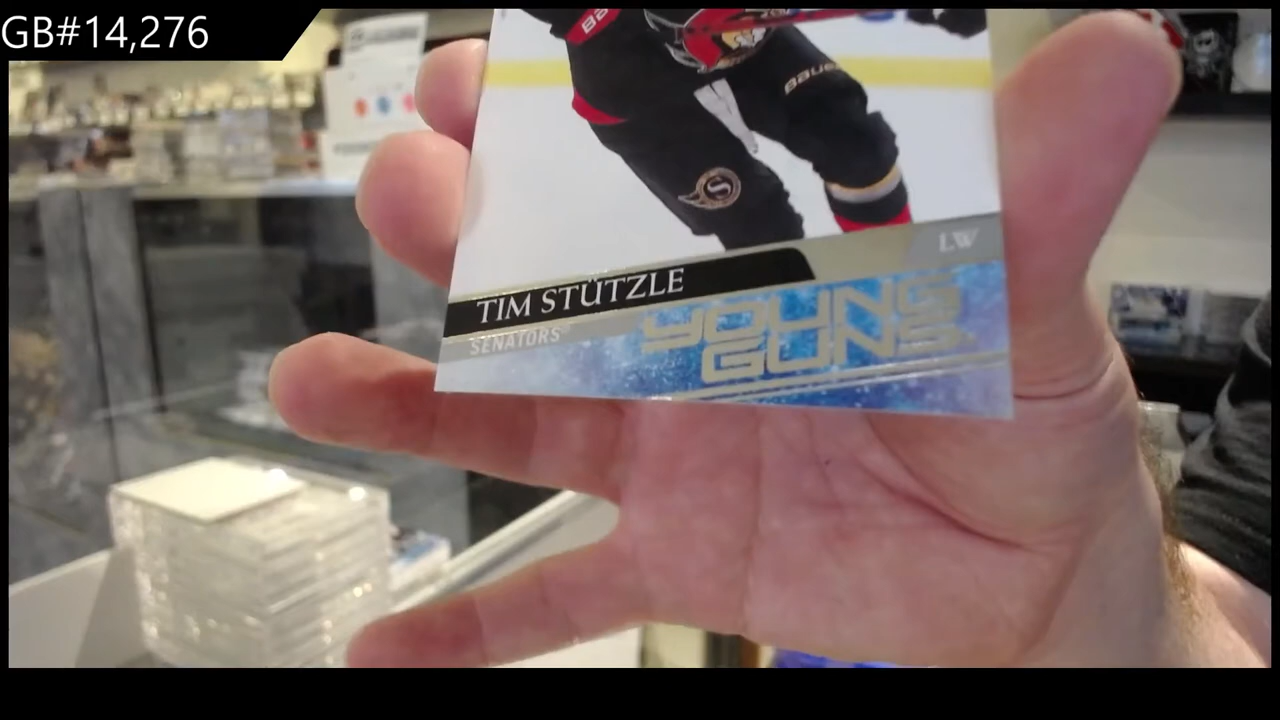 GB#14,276
BAUER
S
LW
TIM STÜTZLE
SENATORS
YOUNG
GUNS